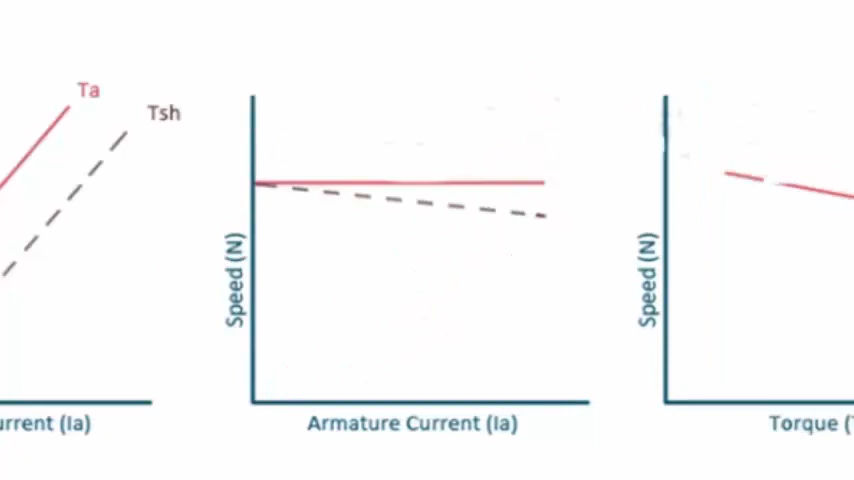 Ta
Tsh
Speed (N)
Speed (N)
urrent (Ia)
Armature Current (Ia)
Torque (